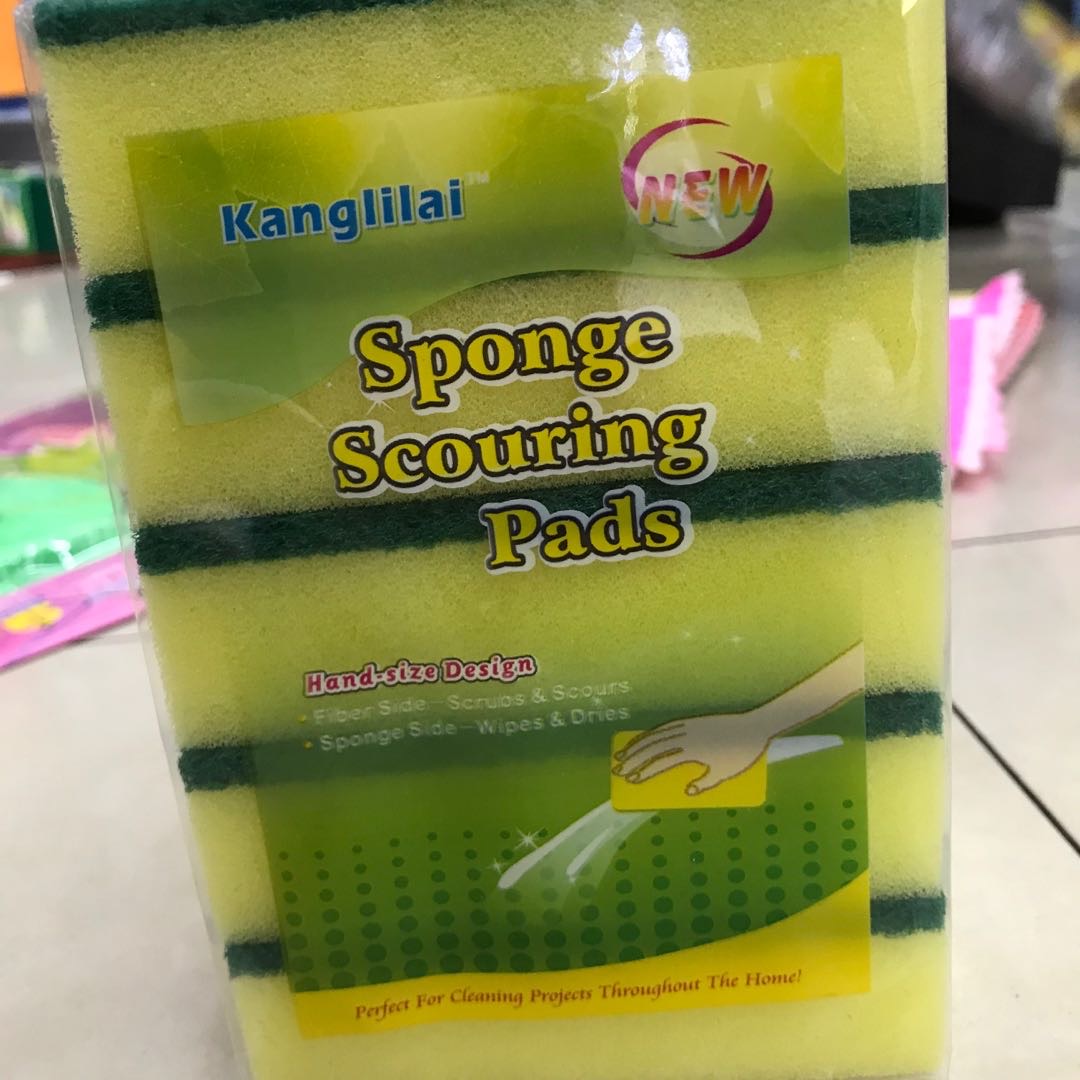 Kanglilai™
NEW
Sponge
Scouring
Pads
Hand-size Design
• Fiber Side—Scrubs & Scours
• Sponge Side—Wipes & Dries
Perfect For Cleaning Projects Throughout The Home!